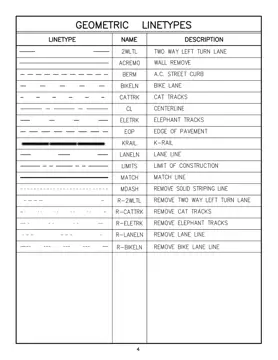 GEOMETRIC LINETYPES
LINETYPE NAME DESCRIPTION
2WLTL TWO WAY LEFT TURN LANE
ACREMO WALL REMOVE
BERM A.C. STREET CURB
BIKELN BIKE LANE
CATTRK CAT TRACKS
CL CENTERLINE
ELETRK ELEPHANT TRACKS
EOP EDGE OF PAVEMENT
KRAIL K-RAIL
LANELN LANE LINE
LIMITS LIMIT OF CONSTRUCTION
MATCH MATCH LINE
MDASH REMOVE SOLID STRIPING LINE
R-2WLTL REMOVE TWO WAY LEFT TURN LANE
R-CATTRK REMOVE CAT TRACKS
R-ELETRK REMOVE ELEPHANT TRACKS
R-LANELN REMOVE LANE LINE
R-BIKELN REMOVE BIKE LANE LINE
4